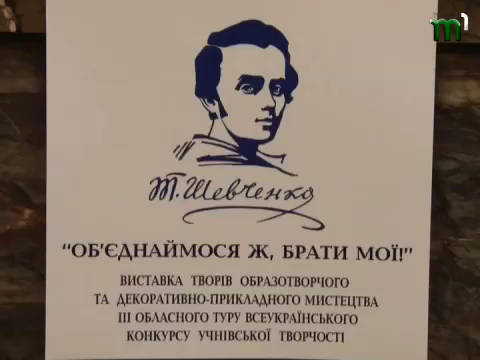 m1
Т. Шевченко
“ОБ’ЄДНАЙМОСЯ Ж, БРАТИ МОЇ!”
ВИСТАВКА ТВОРІВ ОБРАЗОТВОРЧОГО
ТА ДЕКОРАТИВНО-ПРИКЛАДНОГО МИСТЕЦТВА
ІІІ ОБЛАСНОГО ТУРУ ВСЕУКРАЇНСЬКОГО
КОНКУРСУ УЧНІВСЬКОЇ ТВОРЧОСТІ